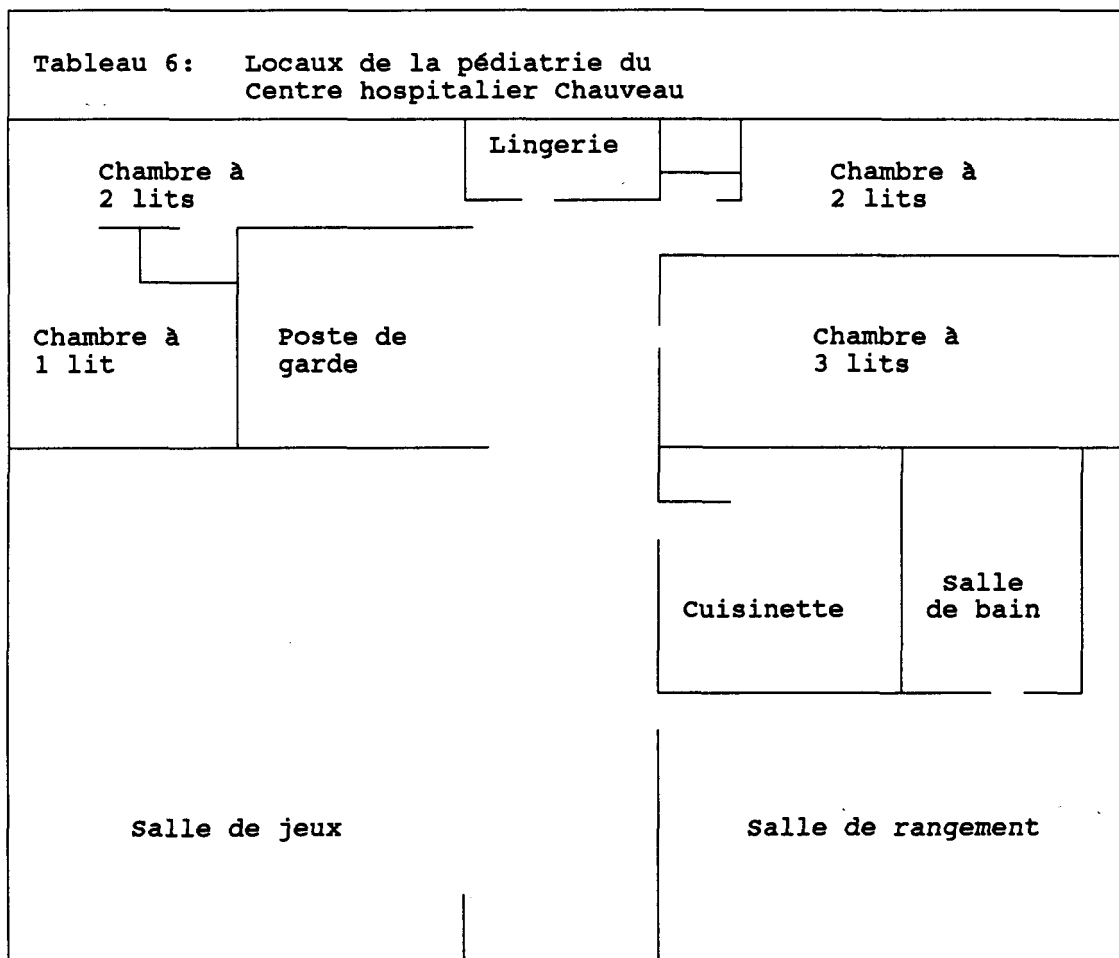 Tableau 6: Locaux de la pédiatrie du
Centre hospitalier Chauveau
Lingerie
Chambre à
2 lits
Chambre à
2 lits
Chambre à
1 lit
Poste de
garde
Chambre à
3 lits
Cuisinette
Salle
de bain
Salle de jeux
Salle de rangement